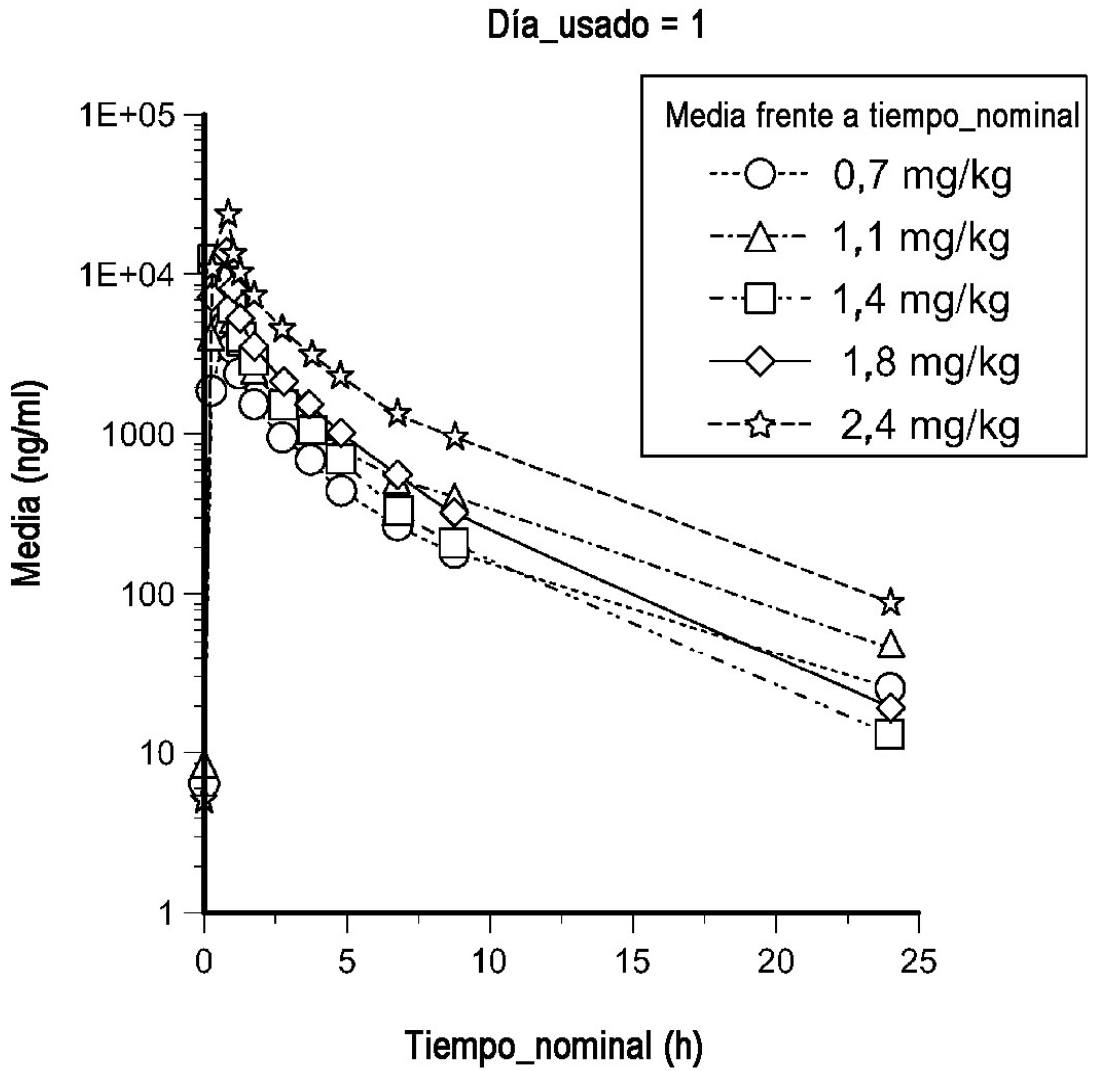 Día_usado = 1
Media frente a tiempo_nominal
0,7 mg/kg
1,1 mg/kg
1,4 mg/kg
1,8 mg/kg
2,4 mg/kg
Media (ng/ml)
1E+05
1E+04
1000
100
10
1
0 5 10 15 20 25
Tiempo_nominal (h)